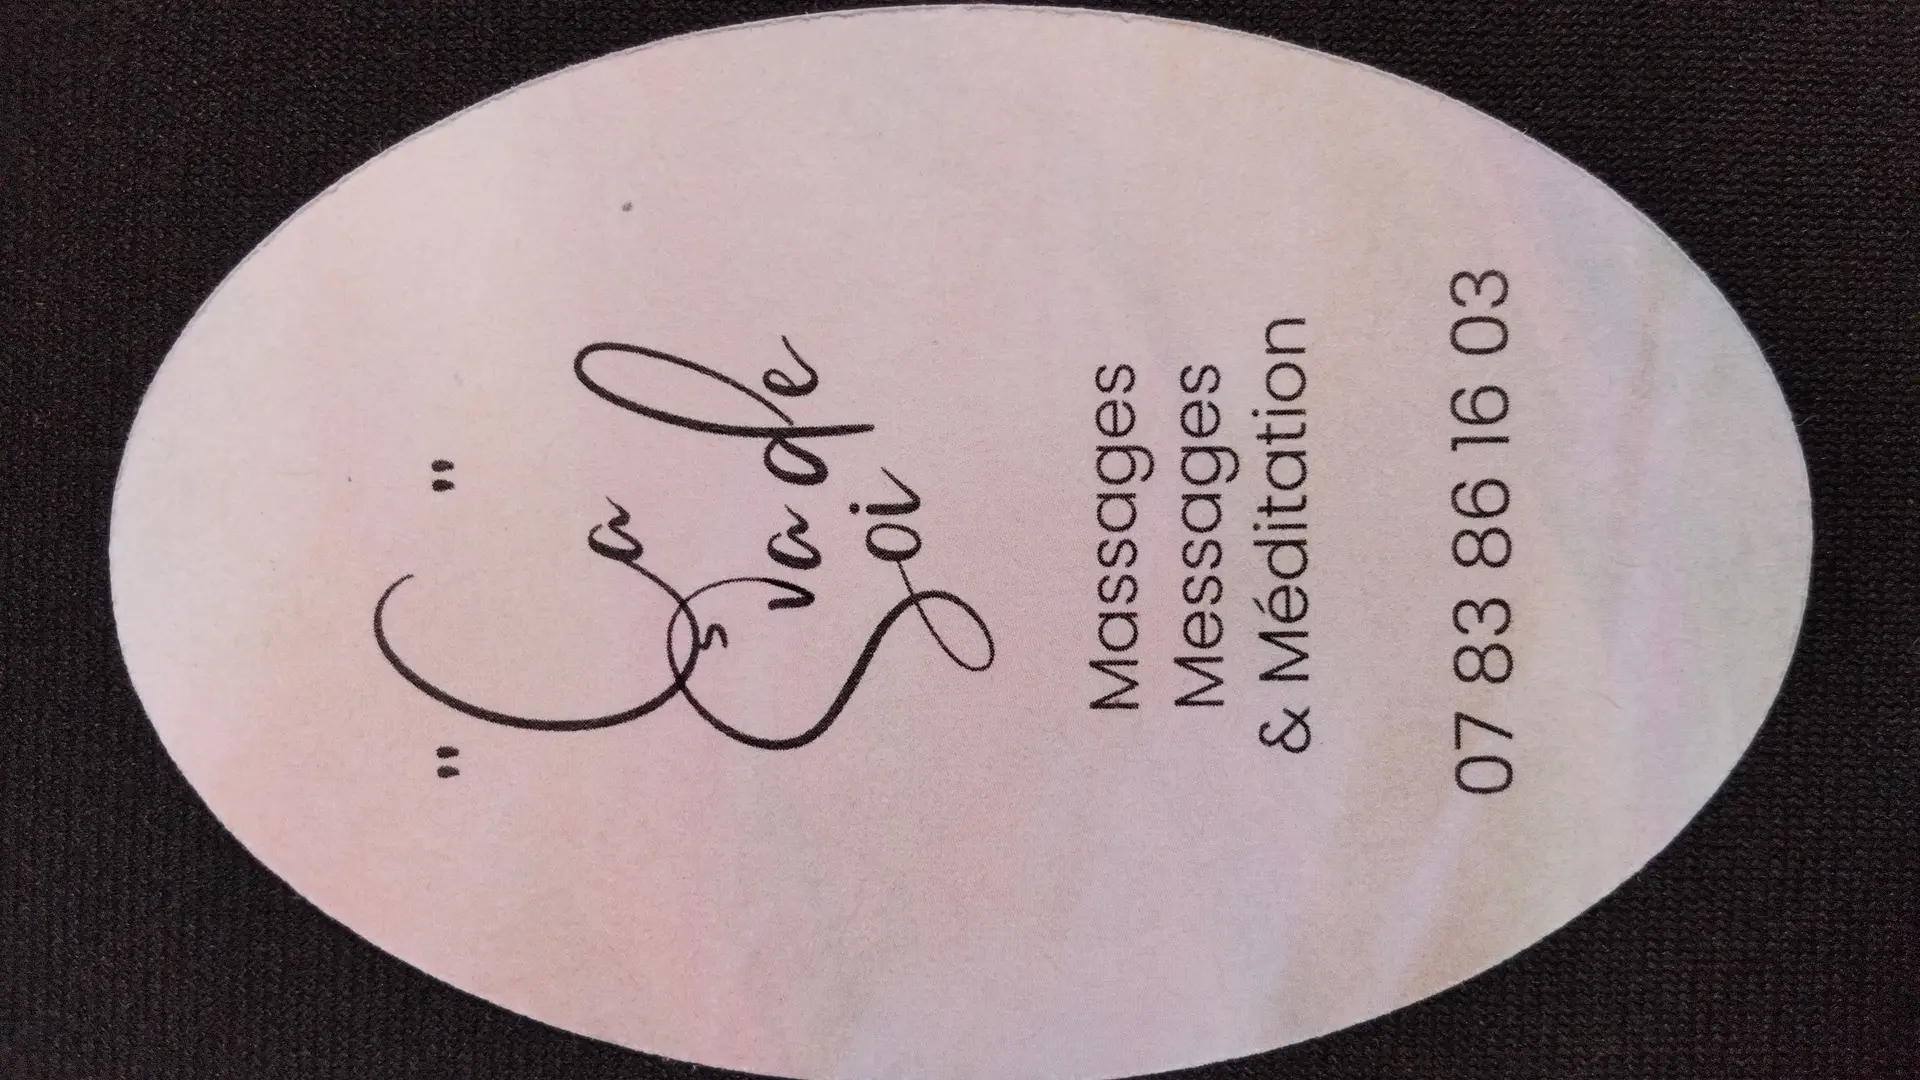 "Ça
s'va de
Soi"
Massages
Messages
& Méditation
07 83 86 16 03